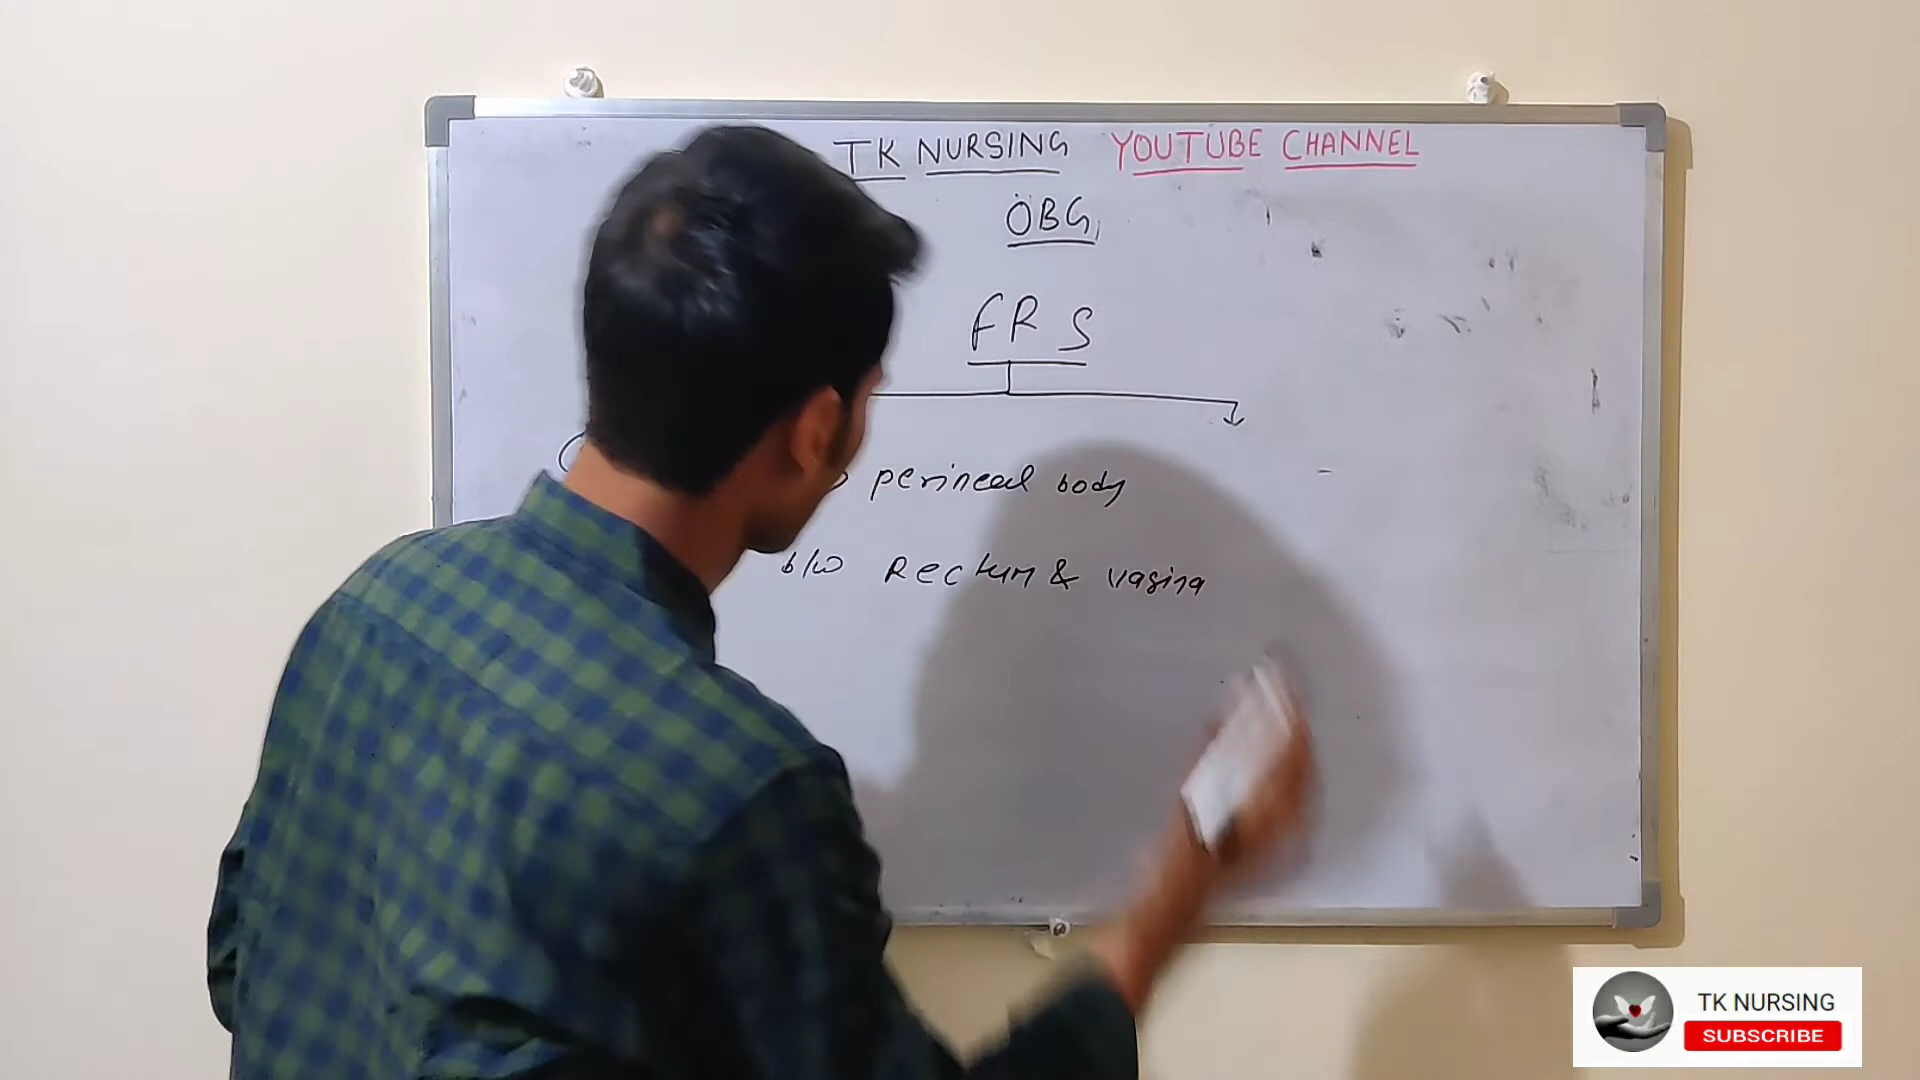 TK NURSING YOUTUBE CHANNEL
OBG
FRS
perineal body
b/w Rectum & vagina
TK NURSING
SUBSCRIBE